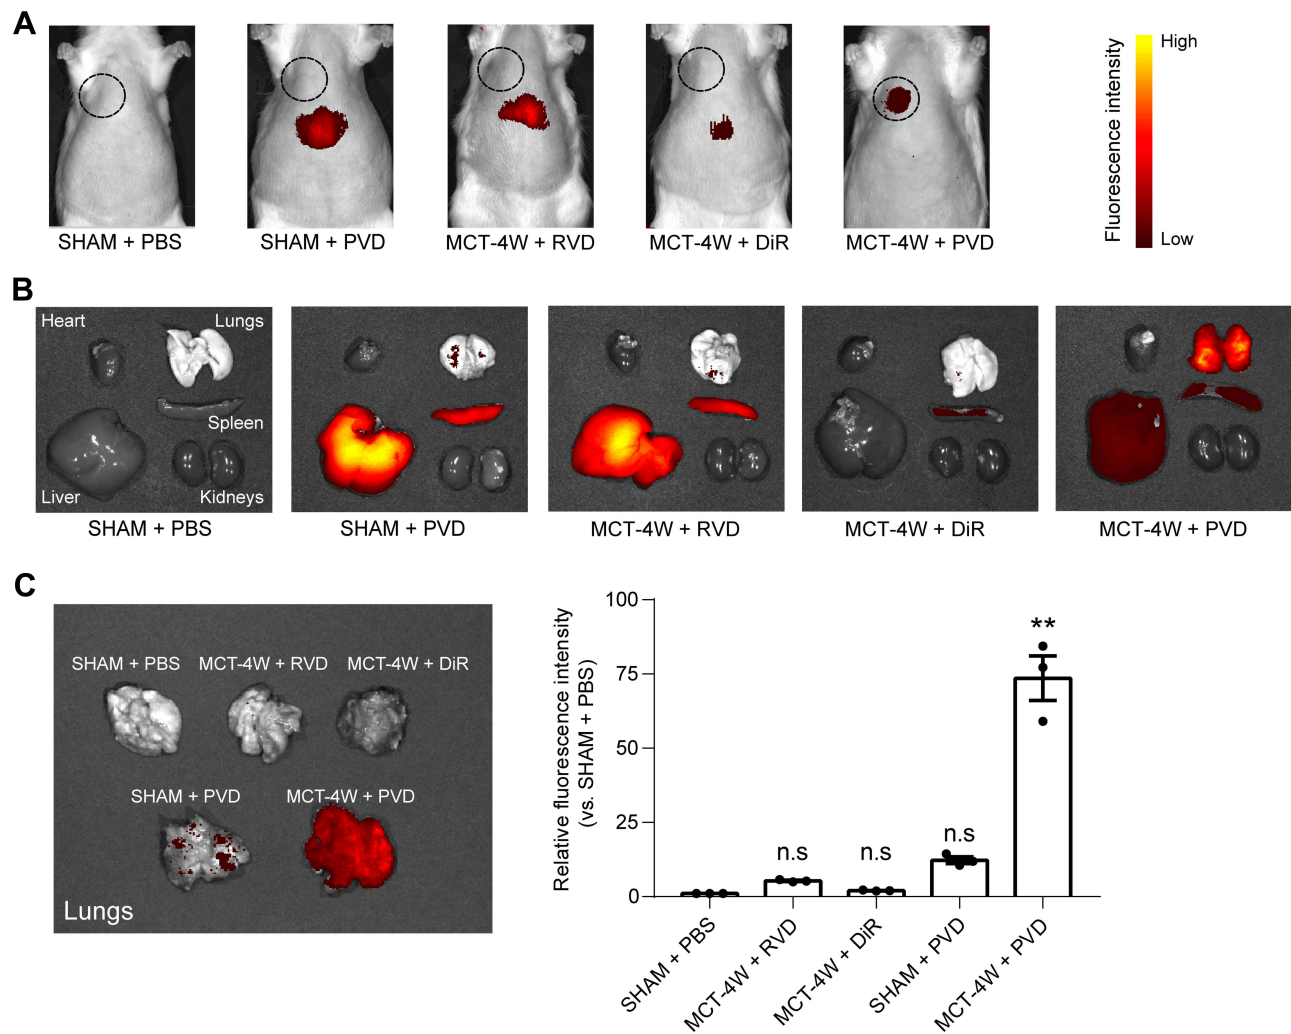 A
SHAM + PBS
SHAM + PVD
MCT-4W + RVD
MCT-4W + DiR
MCT-4W + PVD
Fluorescence intensity
High
Low
B
Heart
Lungs
Spleen
Liver
Kidneys
SHAM + PBS
SHAM + PVD
MCT-4W + RVD
MCT-4W + DiR
MCT-4W + PVD
C
SHAM + PBS
MCT-4W + RVD
MCT-4W + DiR
SHAM + PVD
MCT-4W + PVD
Lungs
Relative fluorescence intensity
(vs. SHAM + PBS)
100
75
50
25
0
n.s
n.s
n.s
**
SHAM + PBS
MCT-4W + RVD
MCT-4W + DiR
SHAM + PVD
MCT-4W + PVD